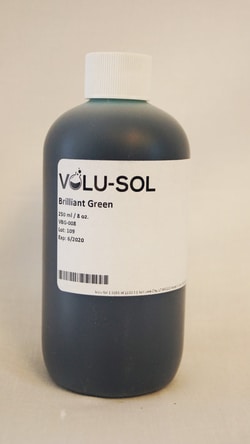 VOLU-SOL
Brilliant Green
250 ml / 8 oz.
VBG-008
Lot: 109
Exp: 6/2020